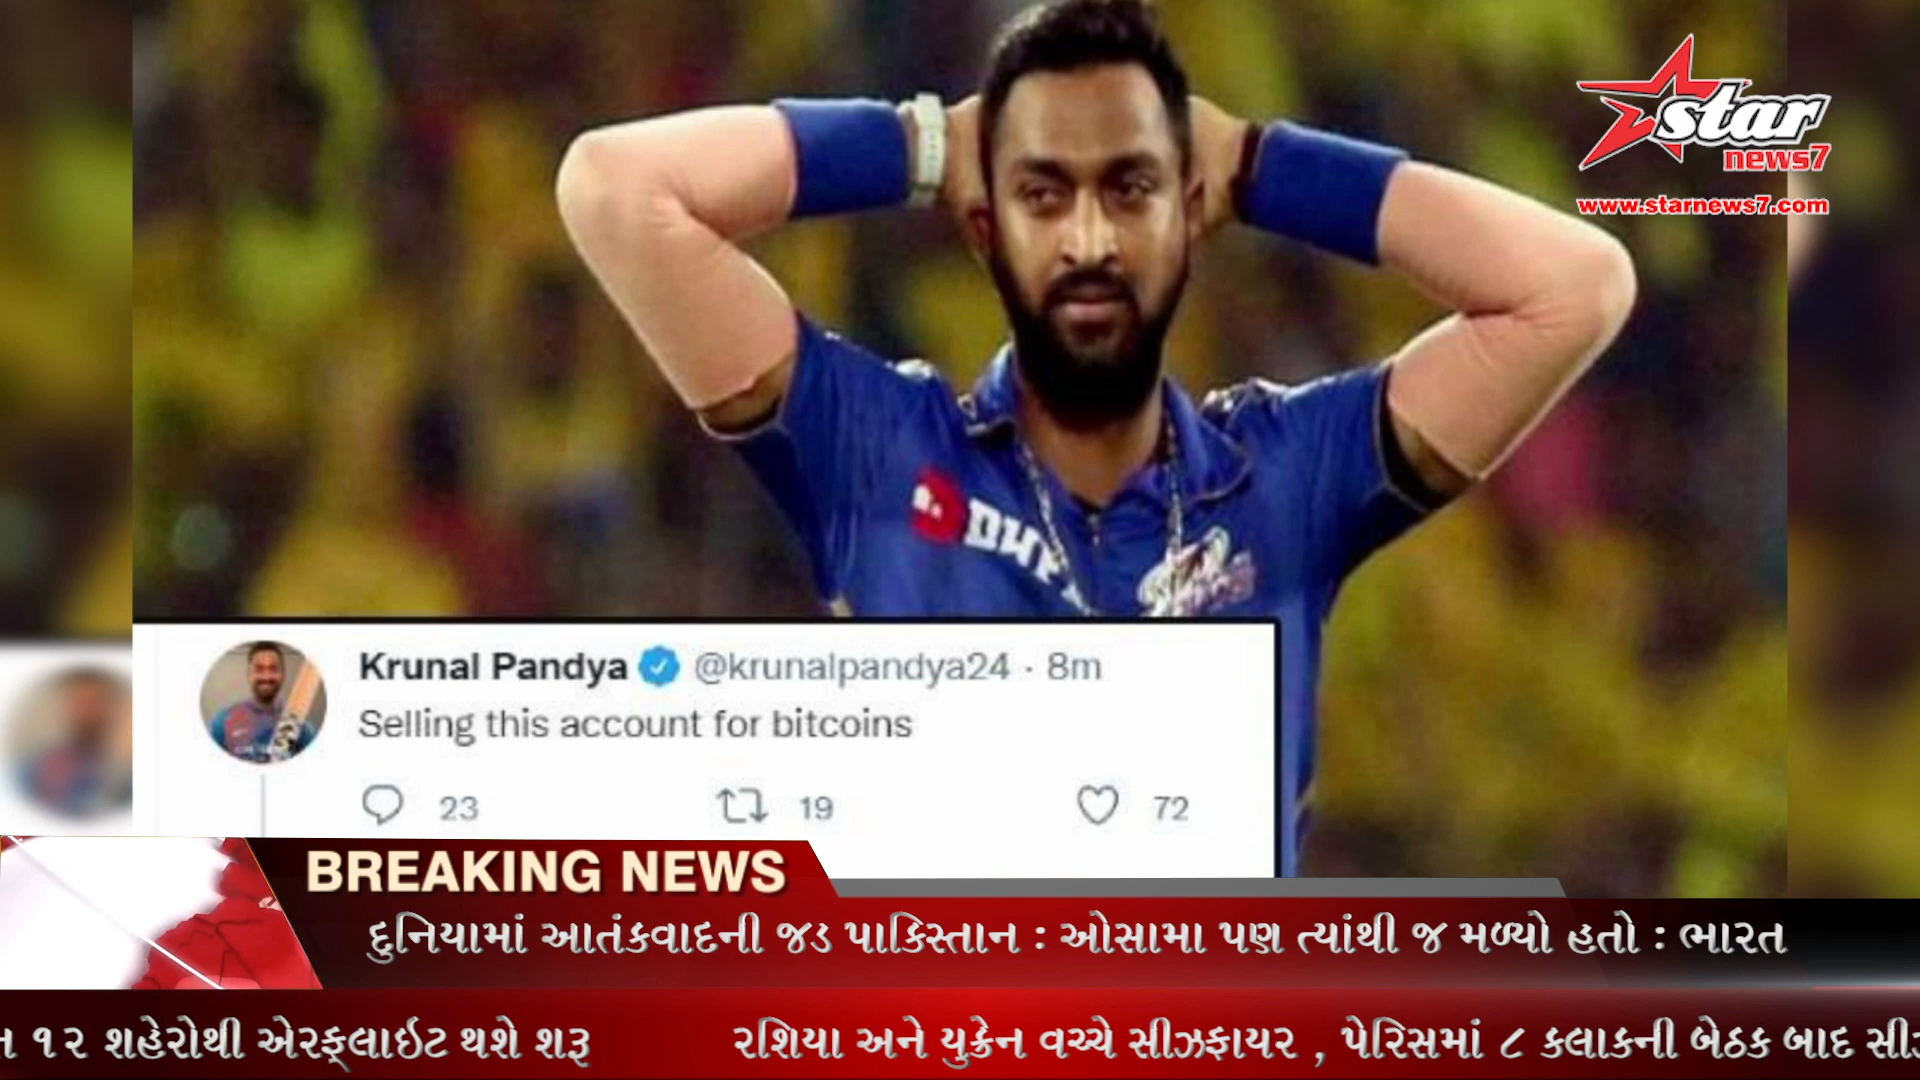 star
news7
www.starnews7.com
Krunal Pandya @krunalpandya24 · 8m
Selling this account for bitcoins
23 19 72
BREAKING NEWS
દુનિયામાં આતંકવાદની જડ પાકિસ્તાન : ઓસામા પણ ત્યાંથી જ મળ્યો હતો : ભારત
૧૨ શહેરોથી એરફ્લાઇટ થશે શરૂ રશિયા અને યુક્રેન વચ્ચે સીઝફાયર , પેરિસમાં ૮ કલાકની બેઠક બાદ